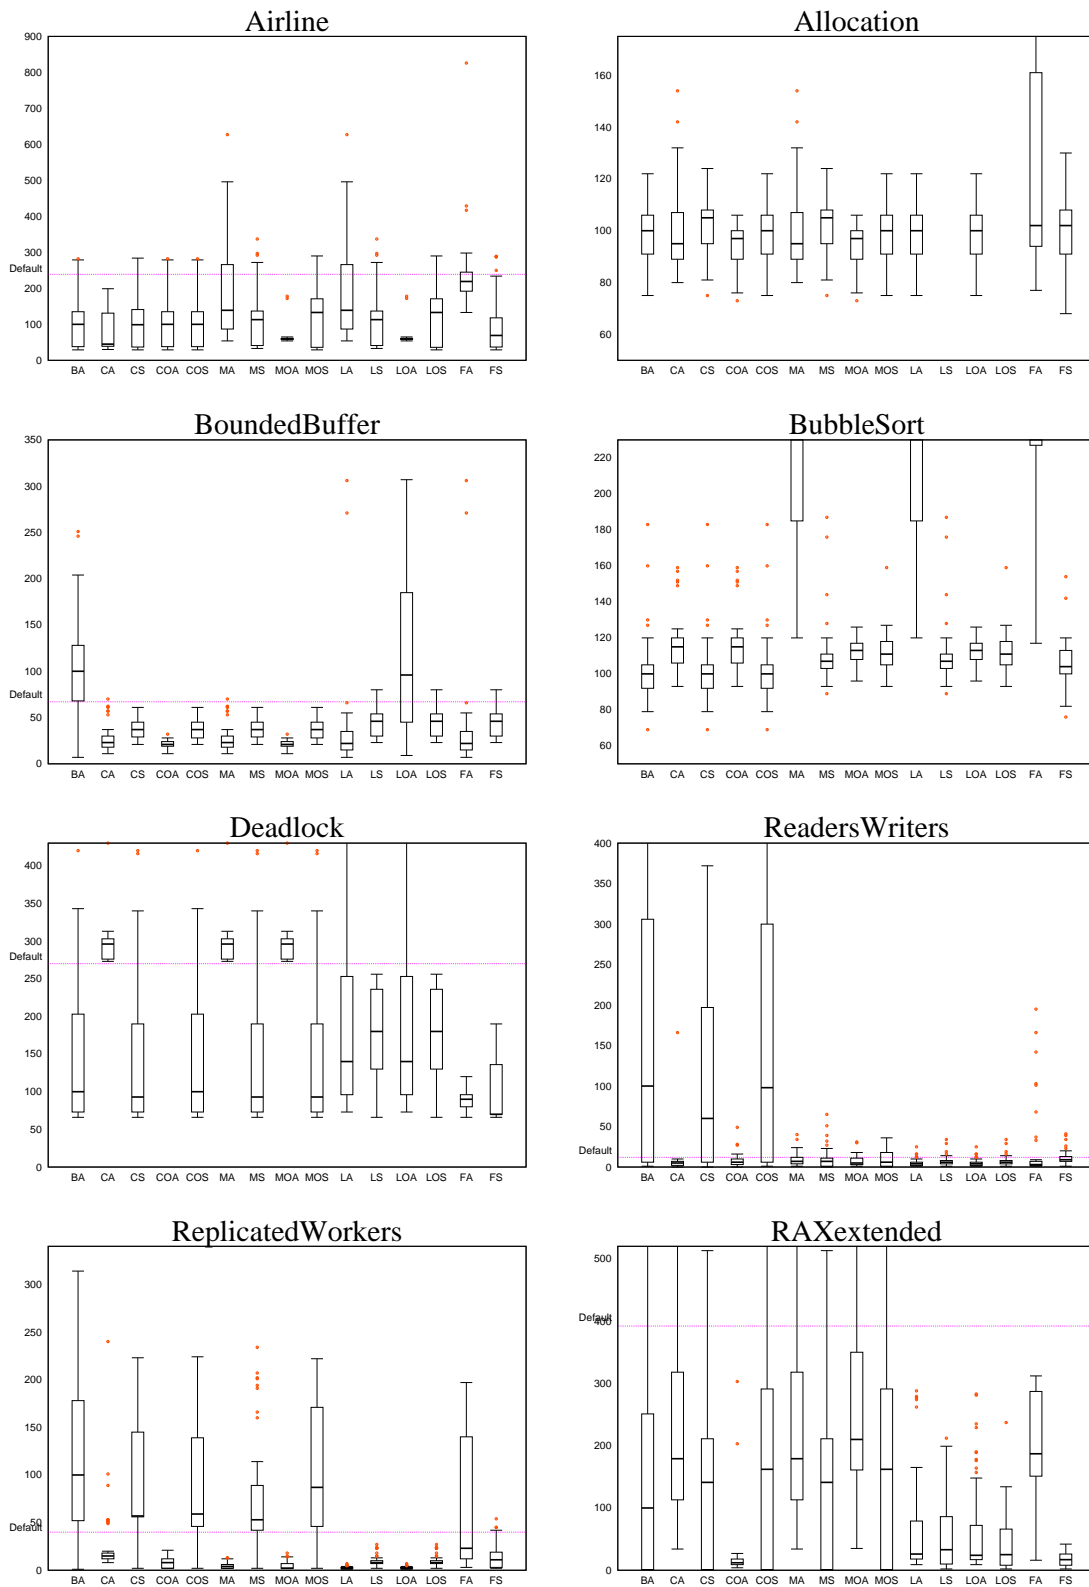 Airline
900
800
700
600
500
400
300
Default
200
100
0
BA CA CS COA COS MA MS MOA MOS LA LS LOA LOS FA FS
Allocation
160
140
120
100
80
60
BA CA CS COA COS MA MS MOA MOS LA LS LOA LOS FA FS
BoundedBuffer
350
300
250
200
150
100
Default
50
0
BA CA CS COA COS MA MS MOA MOS LA LS LOA LOS FA FS
BubbleSort
220
200
180
160
140
120
100
80
60
BA CA CS COA COS MA MS MOA MOS LA LS LOA LOS FA FS
Deadlock
400
350
300
Default
250
200
150
100
50
0
BA CA CS COA COS MA MS MOA MOS LA LS LOA LOS FA FS
ReadersWriters
400
350
300
250
200
150
100
50
Default
0
BA CA CS COA COS MA MS MOA MOS LA LS LOA LOS FA FS
ReplicatedWorkers
300
250
200
150
100
50
Default
0
BA CA CS COA COS MA MS MOA MOS LA LS LOA LOS FA FS
RAXextended
500
Default
400
300
200
100
0
BA CA CS COA COS MA MS MOA MOS LA LS LOA LOS FA FS